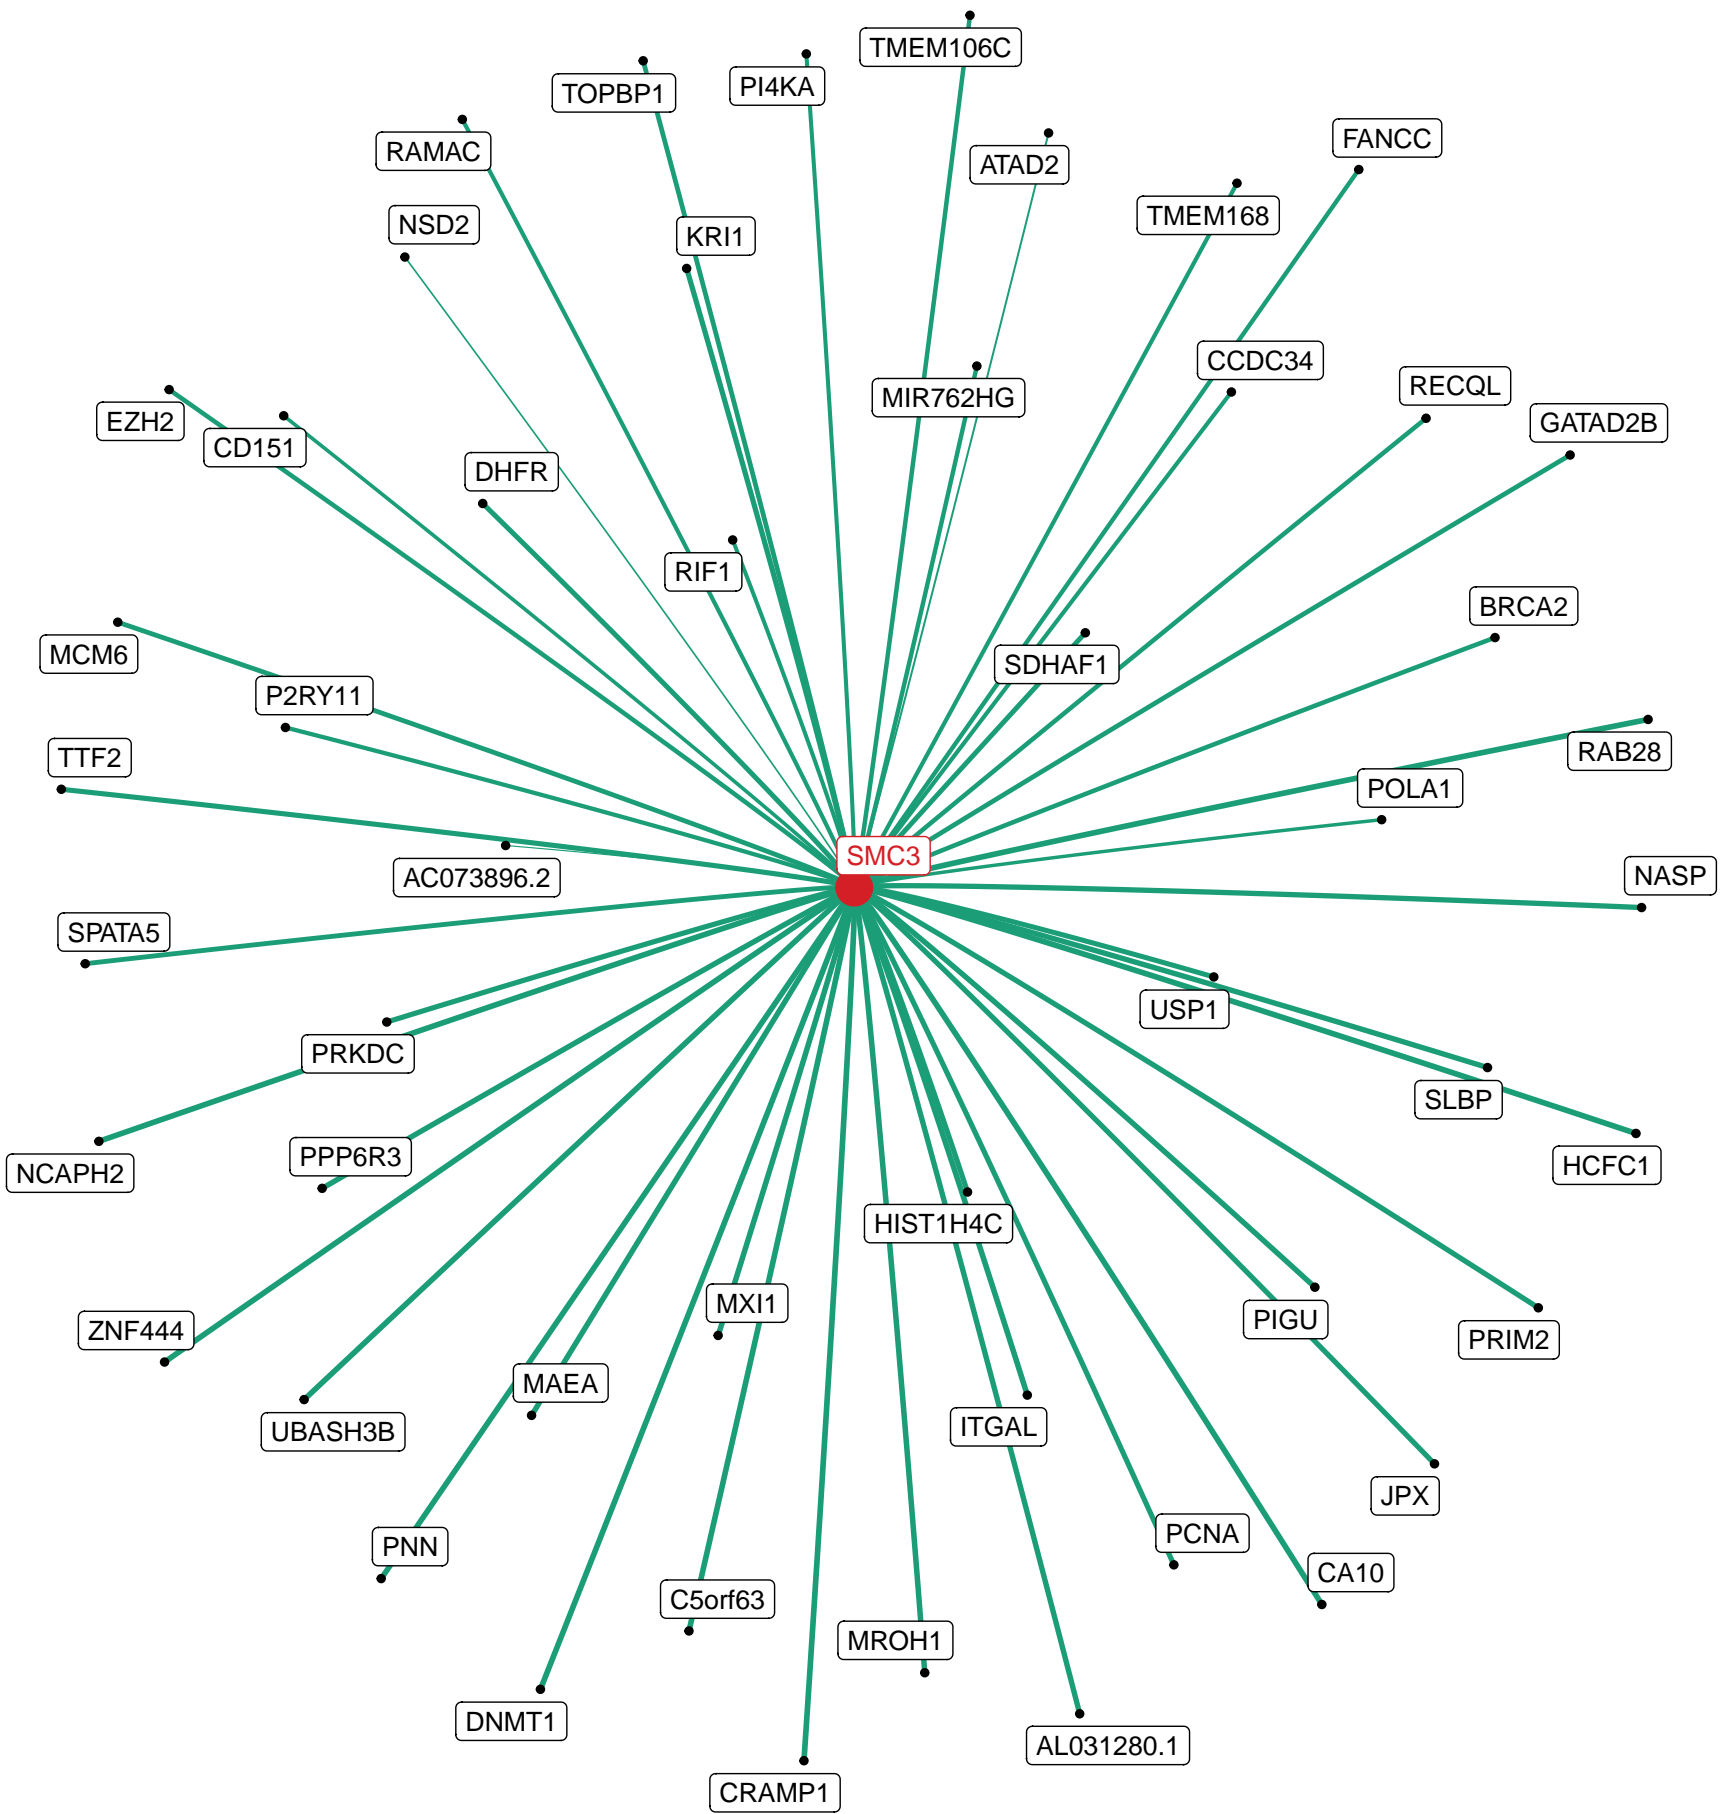 TMEM106C
PI4KA
TOPBP1
FANCC
RAMAC
ATAD2
TMEM168
NSD2
KRI1
CCDC34
RECQL
MIR762HG
EZH2
GATAD2B
CD151
DHFR
RIF1
BRCA2
MCM6
SDHAF1
P2RY11
RAB28
TTF2
POLA1
SMC3
AC073896.2
NASP
SPATA5
USP1
PRKDC
SLBP
PPP6R3
HCFC1
NCAPH2
HIST1H4C
MXI1
PIGU
ZNF444
PRIM2
MAEA
ITGAL
UBASH3B
JPX
PCNA
PNN
CA10
C5orf63
MROH1
DNMT1
AL031280.1
CRAMP1